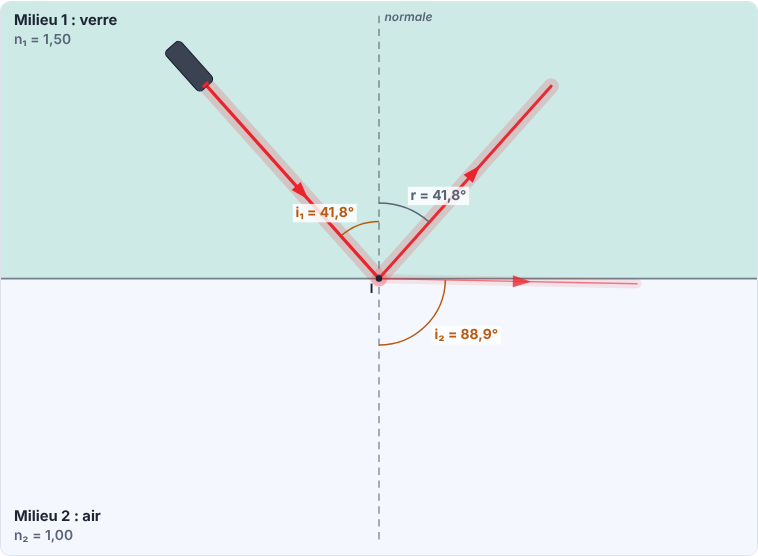 Milieu 1 : verre
n₁ = 1,50
normale
i₁ = 41,8°
r = 41,8°
I
i₂ = 88,9°
Milieu 2 : air
n₂ = 1,00